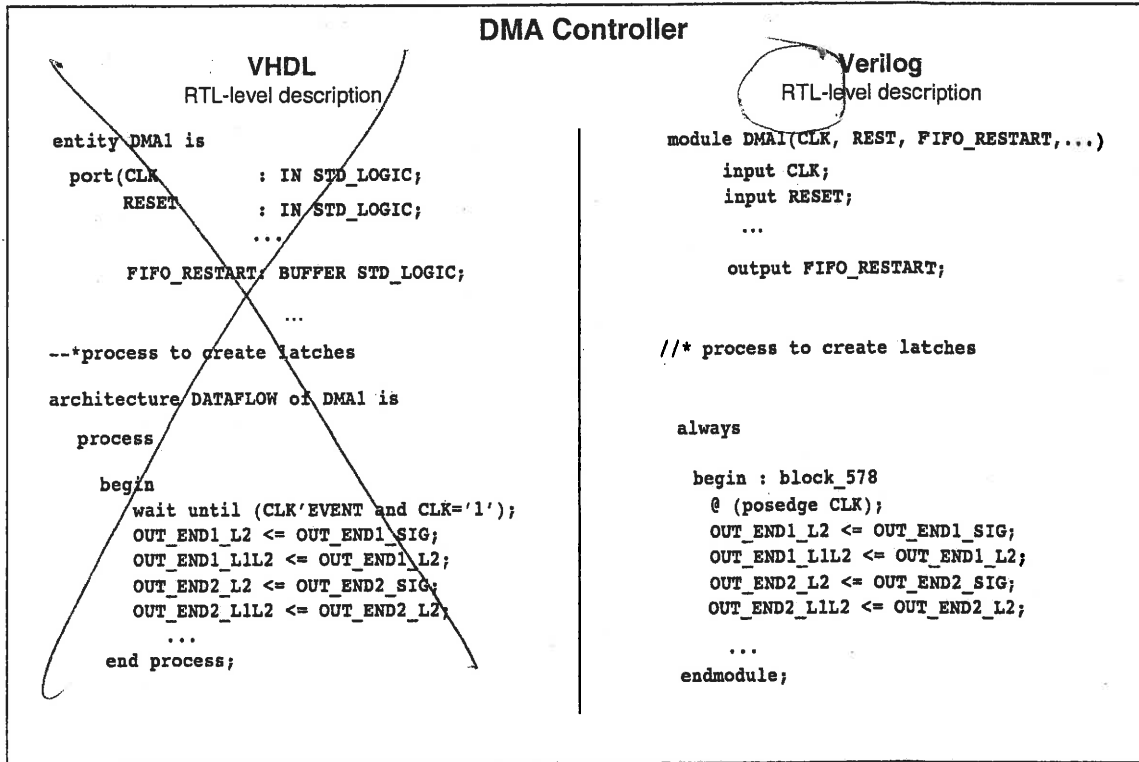 DMA Controller
VHDL
RTL-level description
entity DMA1 is
port(CLK : IN STD_LOGIC;
RESET : IN STD_LOGIC;
...
FIFO_RESTART: BUFFER STD_LOGIC;
...
--*process to create latches
architecture DATAFLOW of DMA1 is
process
begin
wait until (CLK'EVENT and CLK='1');
OUT_END1_L2 <= OUT_END1_SIG;
OUT_END1_L1L2 <= OUT_END1_L2;
OUT_END2_L2 <= OUT_END2_SIG;
OUT_END2_L1L2 <= OUT_END2_L2;
...
end process;
Verilog
RTL-level description
module DMA1(CLK, REST, FIFO_RESTART,...)
input CLK;
input RESET;
...
output FIFO_RESTART;
//* process to create latches
always
begin : block_578
@ (posedge CLK);
OUT_END1_L2 <= OUT_END1_SIG;
OUT_END1_L1L2 <= OUT_END1_L2;
OUT_END2_L2 <= OUT_END2_SIG;
OUT_END2_L1L2 <= OUT_END2_L2;
...
endmodule;